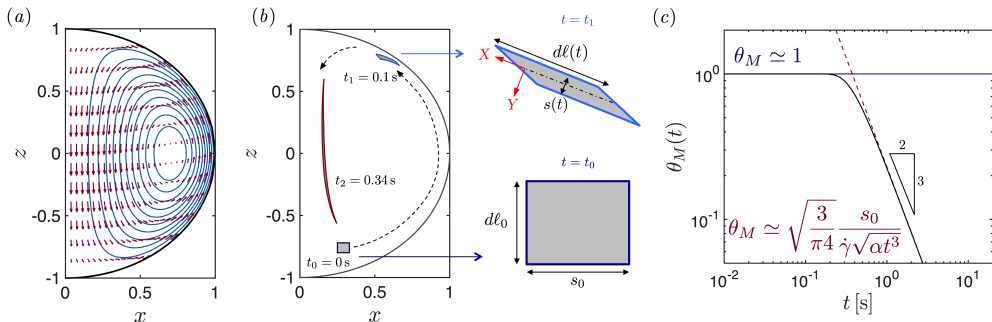 (a)
1
0.5
0
-0.5
-1
z
0
0.5
1
x
(b)
1
0.5
0
-0.5
-1
z
0
0.5
1
x
t₁ = 0.1 s
t₂ = 0.34 s
t₀ =
0 s
t = t₁
dℓ(t)
X
Y
s(t)
t = t₀
dℓ₀
s₀
(c)
θ_M ≃ 1
10⁰
10⁻¹
θ_M(t)
2
3
θ_M ≃ √(3/π4) s₀/(γ̇√(αt³))
10⁻²
10⁻¹
10⁰
10¹
t [s]